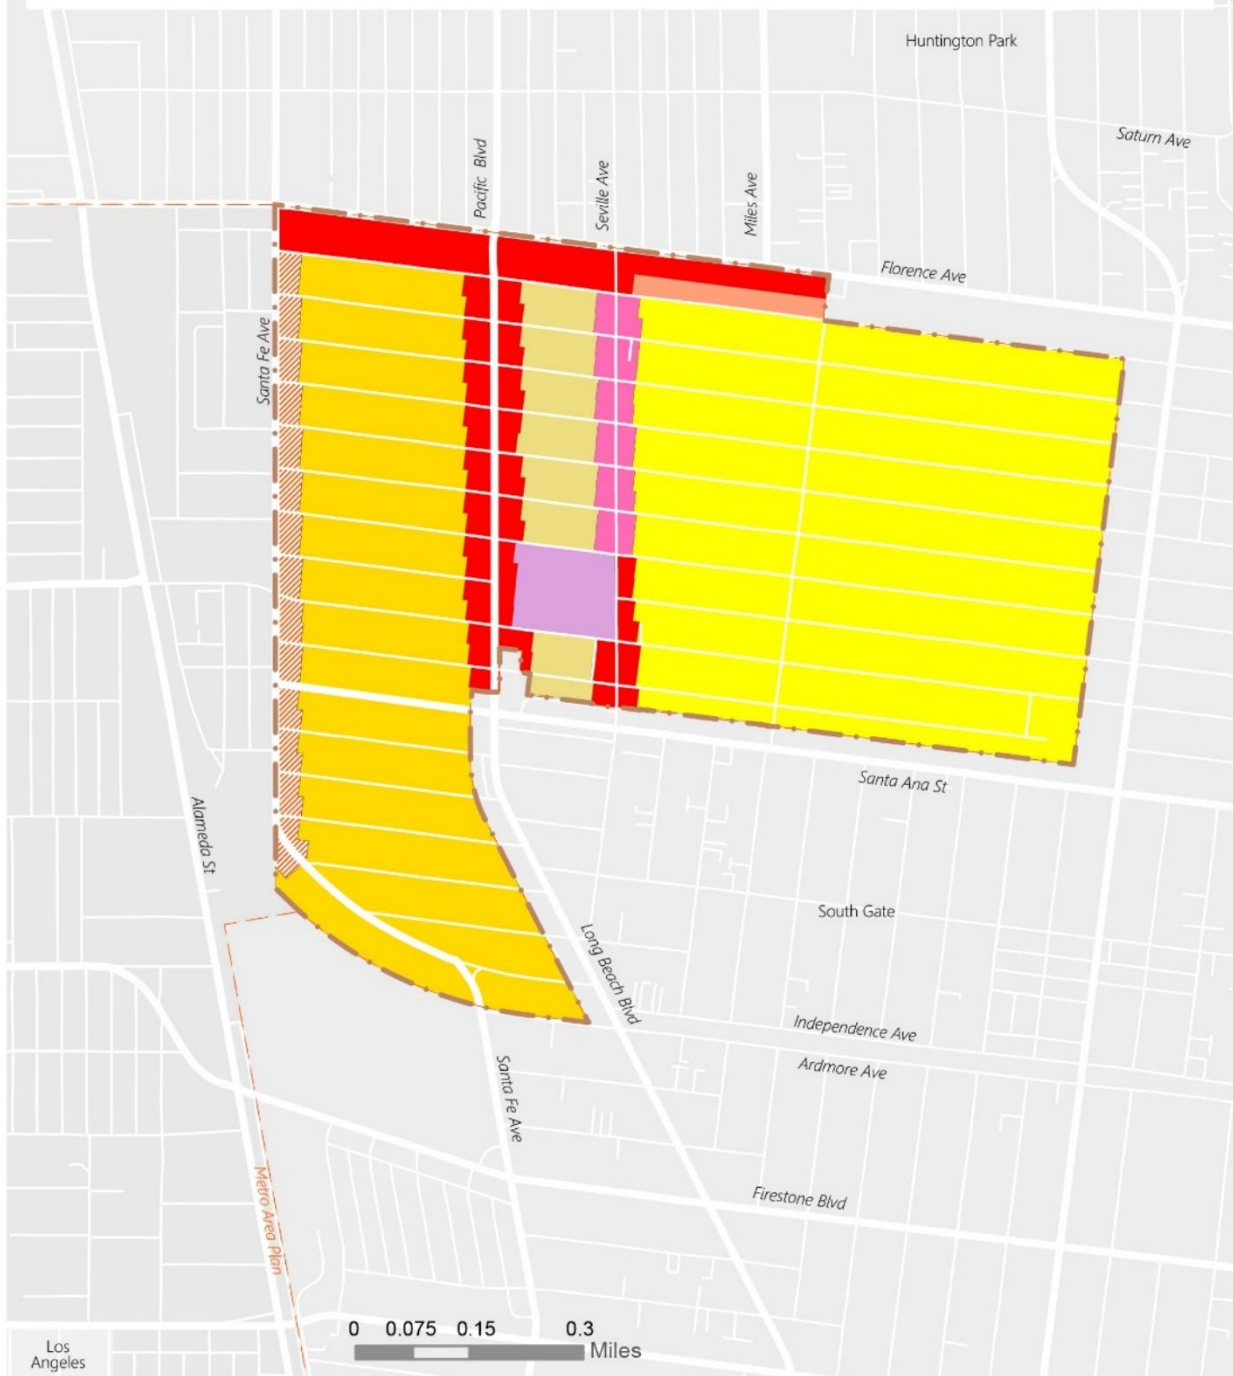 Huntington Park
Saturn Ave
Pacific Blvd
Seville Ave
Miles Ave
Florence Ave
Santa Fe Ave
Santa Ana St
Alameda St
South Gate
Long Beach Blvd
Independence Ave
Ardmore Ave
Santa Fe Ave
Metro Area Plan
Firestone Blvd
0 0.075 0.15 0.3
Miles
Los
Angeles